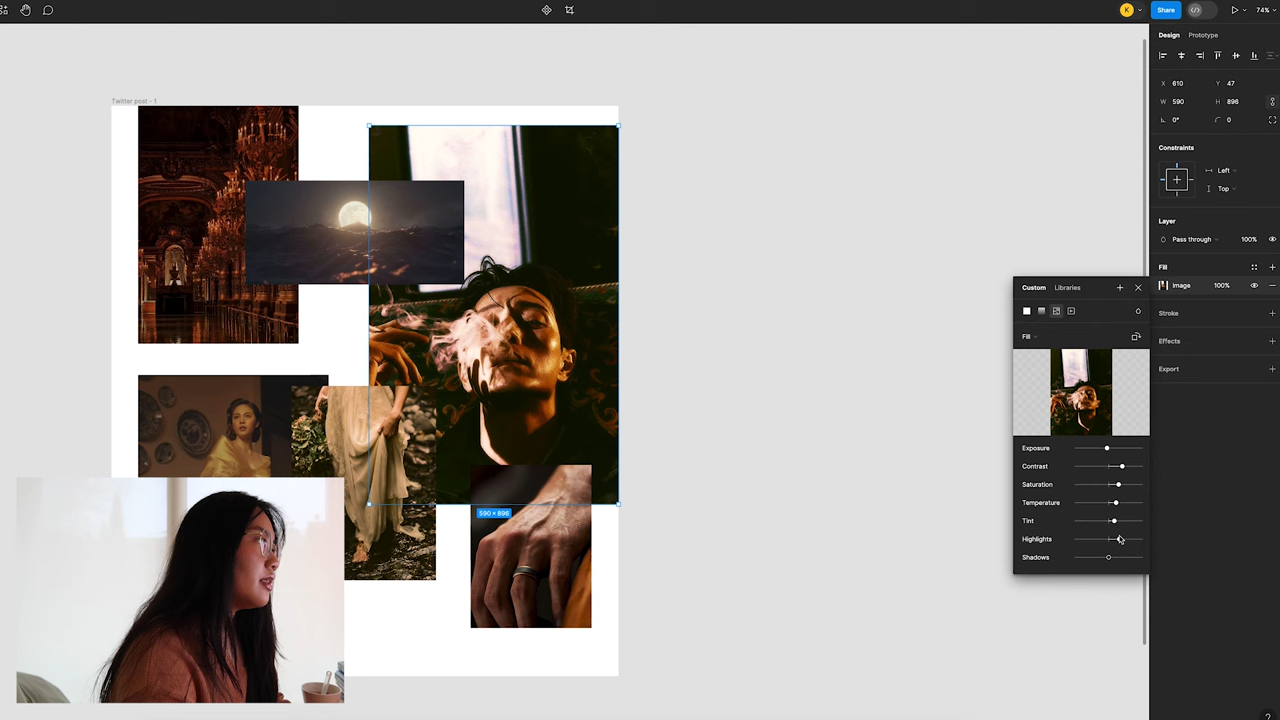 K
Share
74%
Design Prototype
X 610 Y 47
W 590 H 896
0° 0
Constraints
Left
Top
Layer
Pass through 100%
Fill
Image 100%
Stroke
Effects
Export
Twitter post - 1
590 × 896
Custom Libraries
Fill
Exposure
Contrast
Saturation
Temperature
Tint
Highlights
Shadows
?